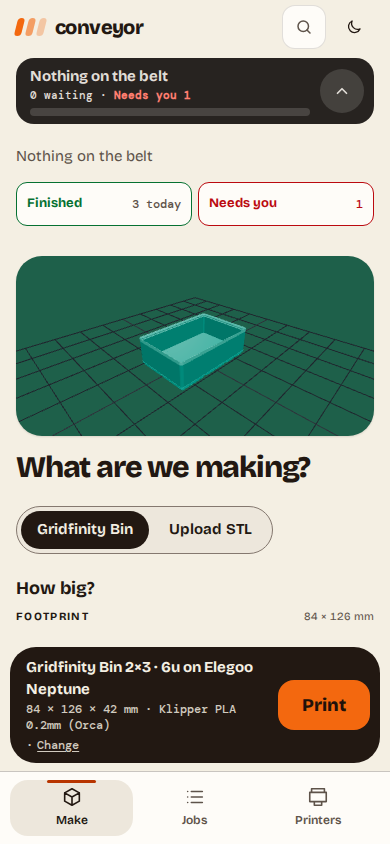 conveyor
Nothing on the belt
0 waiting · Needs you 1
Nothing on the belt
Finished 3 today
Needs you 1
What are we making?
Gridfinity Bin Upload STL
How big?
FOOTPRINT 84 × 126 mm
Gridfinity Bin 2×3 · 6u on Elegoo
Neptune
84 × 126 × 42 mm · Klipper PLA
0.2mm (Orca)
· Change
Print
Make Jobs Printers